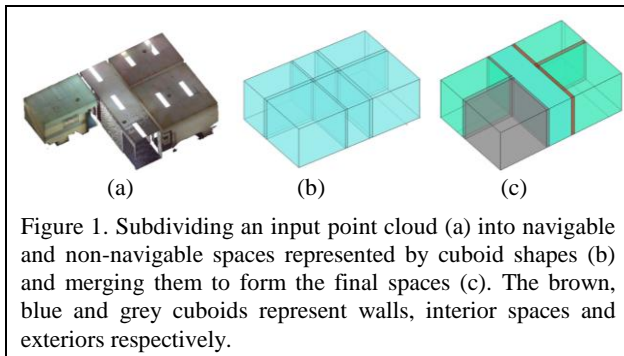 (a) (b) (c)
Figure 1. Subdividing an input point cloud (a) into navigable
and non-navigable spaces represented by cuboid shapes (b)
and merging them to form the final spaces (c). The brown,
blue and grey cuboids represent walls, interior spaces and
exteriors respectively.